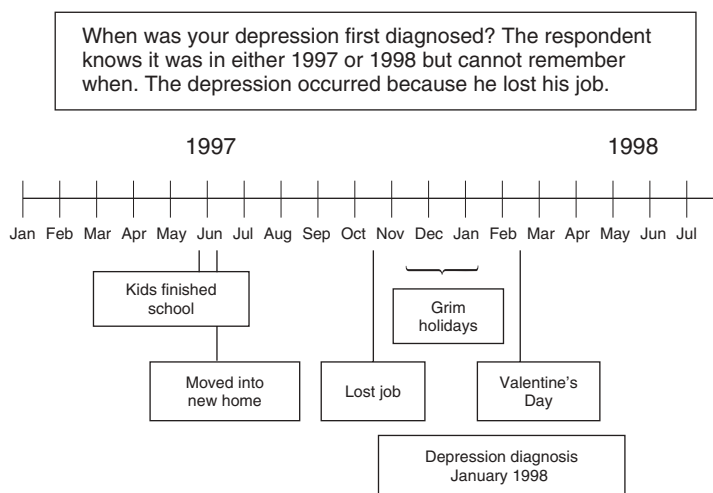 When was your depression first diagnosed? The respondent
knows it was in either 1997 or 1998 but cannot remember
when. The depression occurred because he lost his job.
1997 1998
Jan Feb Mar Apr May Jun Jul Aug Sep Oct Nov Dec Jan Feb Mar Apr May Jun Jul
Kids finished
school
Grim
holidays
Moved into
new home
Lost job
Valentine's
Day
Depression diagnosis
January 1998